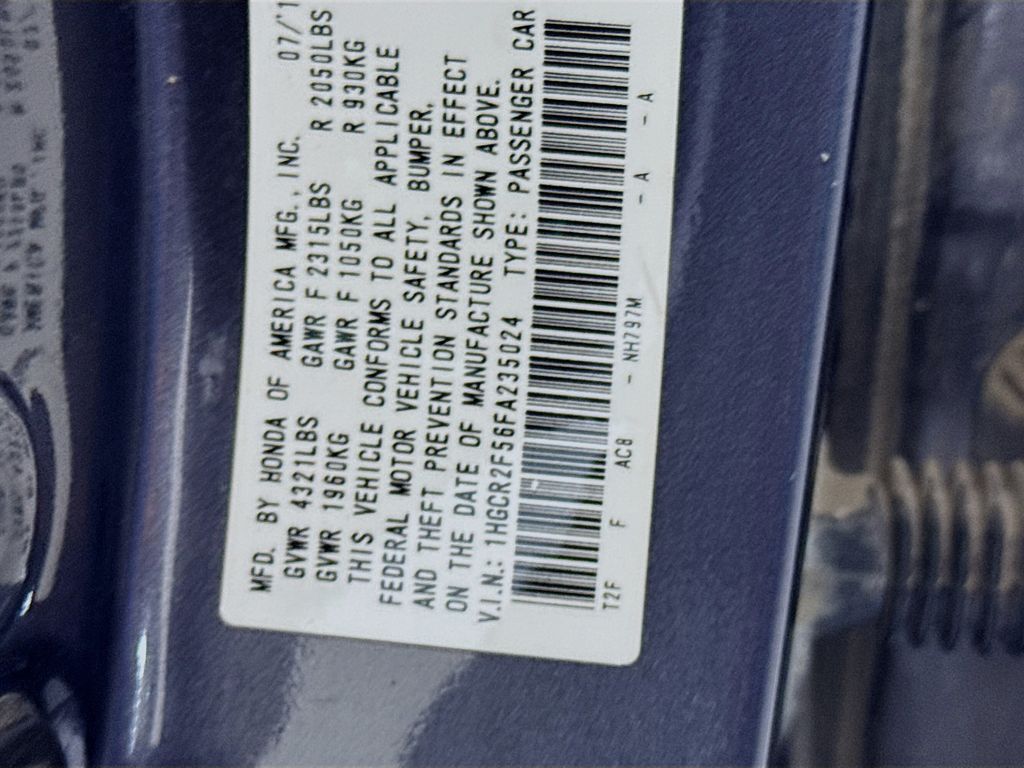 MFD. BY HONDA OF AMERICA MFG., INC. 07/'1
GVWR 4321LBS GAWR F 2315LBS R 2050LBS
GVWR 1960KG GAWR F 1050KG R 930KG
THIS VEHICLE CONFORMS TO ALL APPLICABLE
FEDERAL MOTOR VEHICLE SAFETY, BUMPER,
AND THEFT PREVENTION STANDARDS IN EFFECT
ON THE DATE OF MANUFACTURE SHOWN ABOVE.
V.I.N.: 1HGCR2F56FA235024 TYPE: PASSENGER CAR
T2F F AC8 - NH797M - A - A